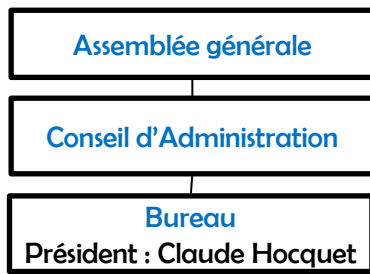 Assemblée générale
Conseil d'Administration
Bureau
Président : Claude Hocquet